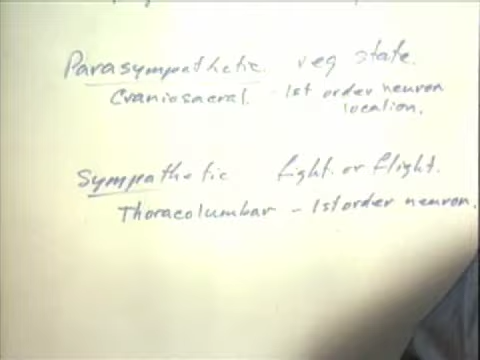 Parasympathetic. veg state.
Craniosacral. - 1st order neuron
location.
Sympathetic fight. or flight.
Thoracolumbar - 1st order neuron.